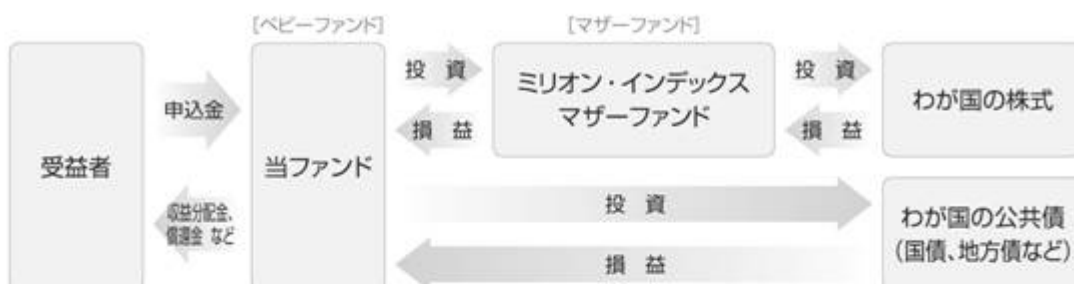 [ベビーファンド]
[マザーファンド]
受益者
申込金
収益分配金、
償還金 など
当ファンド
投 資
損 益
ミリオン・インデックス
マザーファンド
投 資
損 益
わが国の株式
投 資
損 益
わが国の公共債
(国債、地方債など)